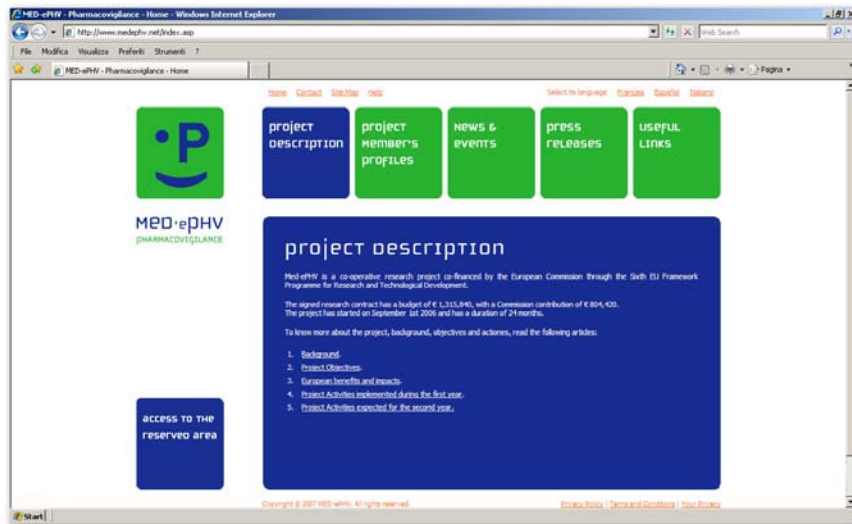 MED-ePHV - Pharmacovigilance - Home - Windows Internet Explorer
http://www.medephv.net/index.asp
Web Search
File Modifica Visualizza Preferiti Strumenti ?
MED-ePHV - Pharmacovigilance - Home
Pagina
Home Contact Site Map Help
Select its language Français Español Italiano
project description
project member's profiles
news & events
press releases
useful links
P
MED·ePHV
PHARMACOVIGILANCE
project description
Med-ePHV is a co-operative research project co-financed by the European Commission through the Sixth EU Framework
Programme for Research and Technological Development.
The signed research contract has a budget of € 1,315,840, with a Commission contribution of € 804,420.
The project has started on September 1st 2006 and has a duration of 24 months.
To know more about the project, background, objectives and actiones, read the following articles:
1. Background.
2. Project Objectives.
3. European benefits and impacts.
4. Project Activities implemented during the first year.
5. Project Activities expected for the second year.
access to the
reserved area
Copyright © 2007 MED-ePHV. All rights reserved.
Privacy Policy | Terms and Conditions | Your Privacy
Start